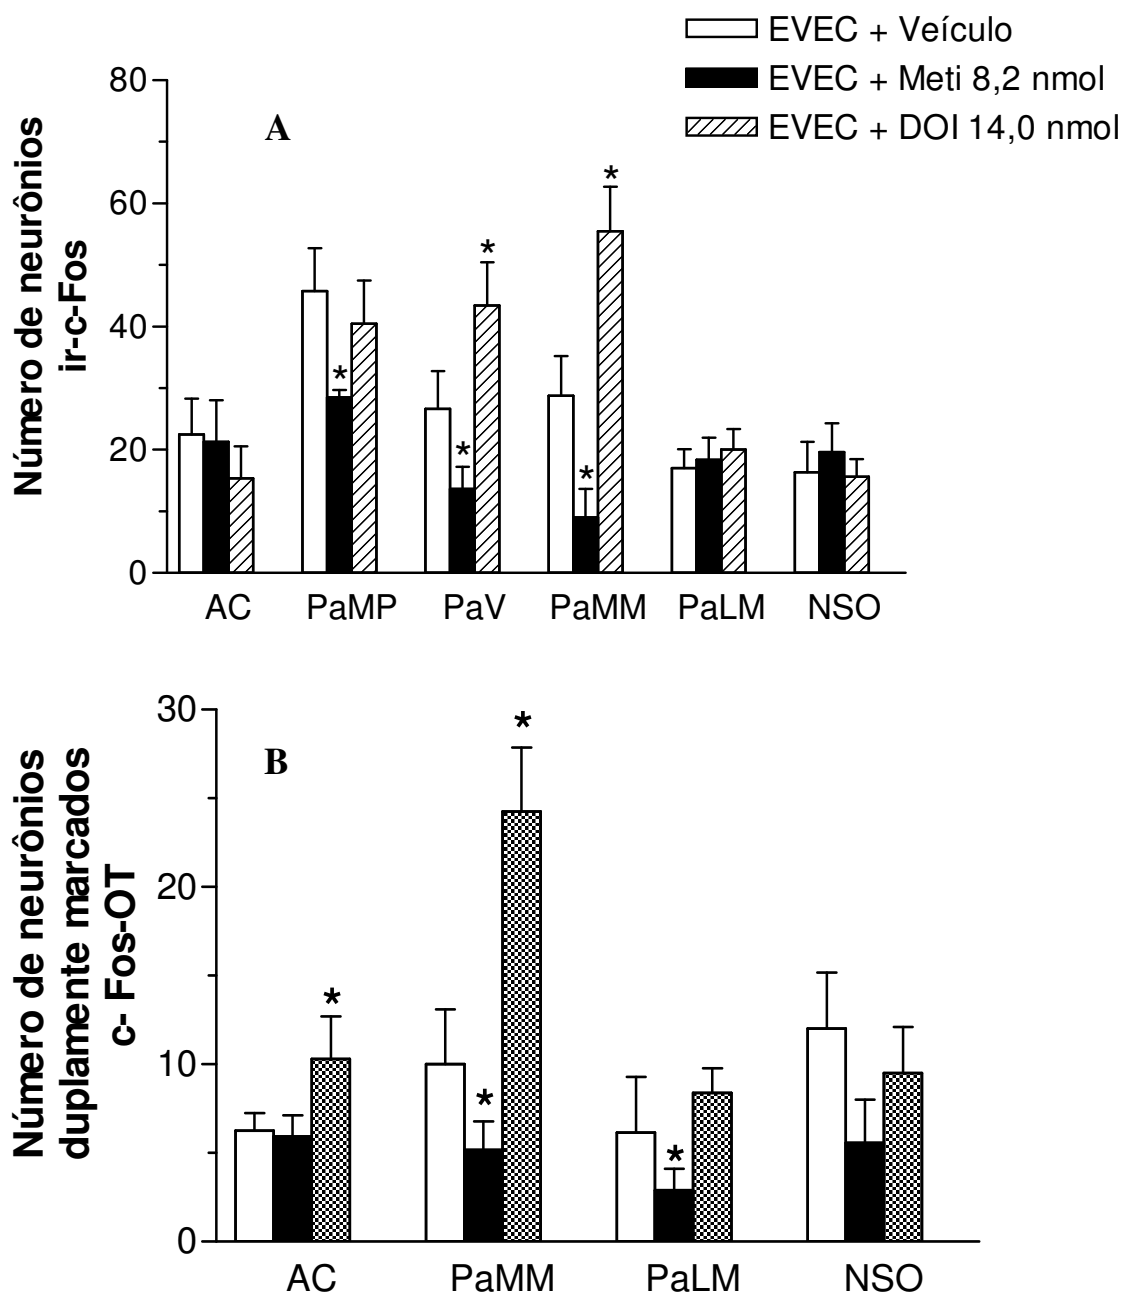 EVEC + Veículo
EVEC + Meti 8,2 nmol
EVEC + DOI 14,0 nmol
A
Número de neurônios
ir-c-Fos
80
60
40
20
0
*
*
*
*
*
AC PaMP PaV PaMM PaLM NSO
B
Número de neurônios
duplamente marcados
c- Fos-OT
30
20
10
0
*
*
*
*
AC PaMM PaLM NSO